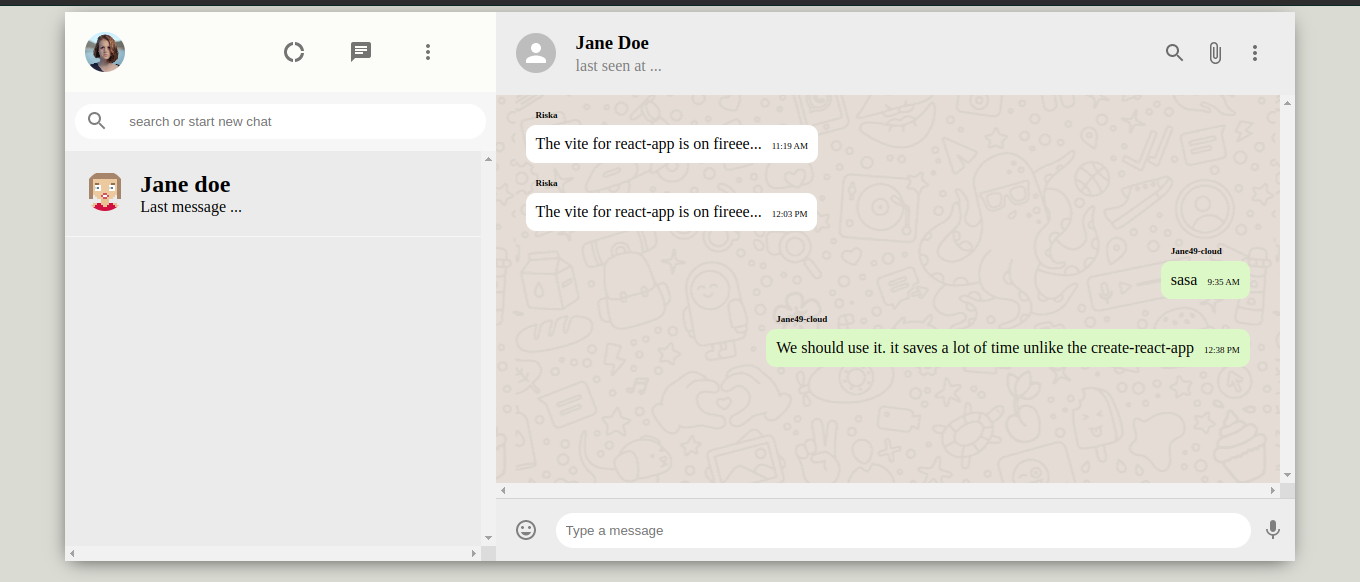 Jane Doe
last seen at ...
search or start new chat
Jane doe
Last message ...
Riska
The vite for react-app is on fireee... 11:19 AM
Riska
The vite for react-app is on fireee... 12:03 PM
Jane49-cloud
sasa 9:35 AM
Jane49-cloud
We should use it. it saves a lot of time unlike the create-react-app 12:38 PM
Type a message